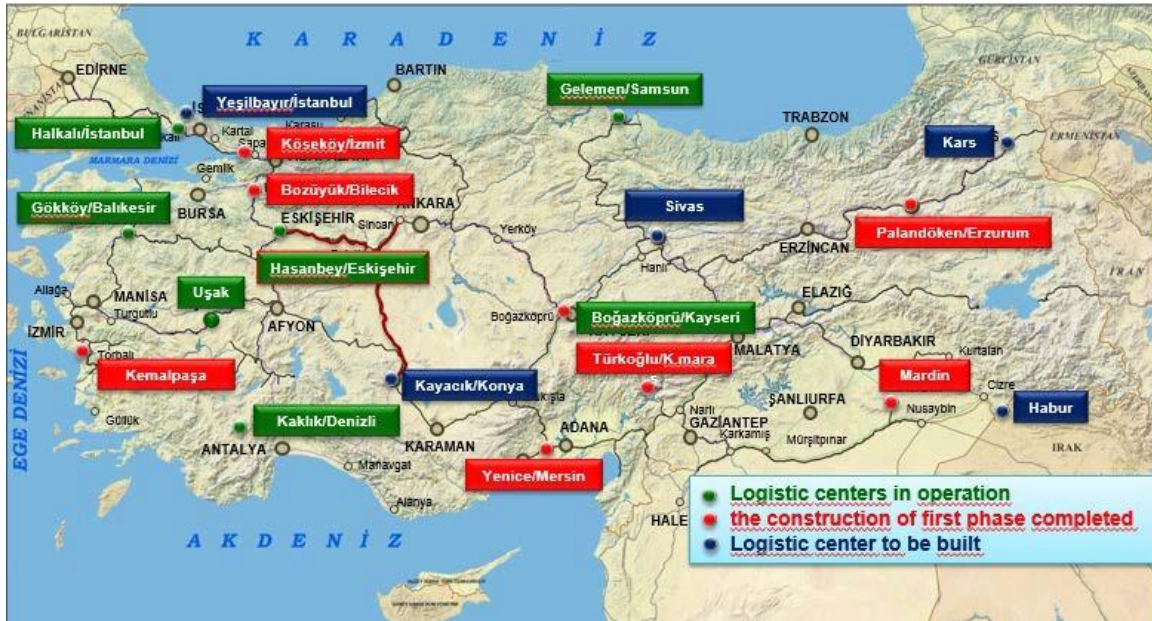 BULGARİSTAN
K A R A D E N İ Z
GÜRCİSTAN
EDİRNE
BARTIN
Yeşilbayır/İstanbul
Gelemen/Samsun
TRABZON
Kars
ERMENİSTAN
Halkalı/İstanbul
Kartal
Karasu
Köseköy/İzmit
MARMARA DENİZİ
Gemlik
Bozüyük/Bilecik
BURSA
Gökköy/Balıkesir
ESKİŞEHİR
Sincan
ANKARA
Yerköy
Sivas
Hanlı
ERZİNCAN
Palandöken/Erzurum
İRAN
Hasanbey/Eskişehir
Aliağa
MANİSA
Turgutlu
Uşak
AFYON
Boğazköprü
Boğazköprü/Kayseri
ELAZIĞ
İZMİR
Torbalı
Kemalpaşa
MALATYA
DİYARBAKIR
Kurtalan
Türkoğlu/K.mara
ş
Mardin
Cizre
Kayacık/Konya
Habur
EGE DENİZİ
Güllük
Kaklık/Denizli
ANTALYA
Manavgat
Alanya
KARAMAN
ADANA
Yenice/Mersin
Narlı
GAZİANTEP
Karkamış
ŞANLIURFA
Mürşitpınar
Nusaybin
IRAK
A K D E N İ Z
HALE
Logistic centers in operation
the construction of first phase completed
Logistic center to be built